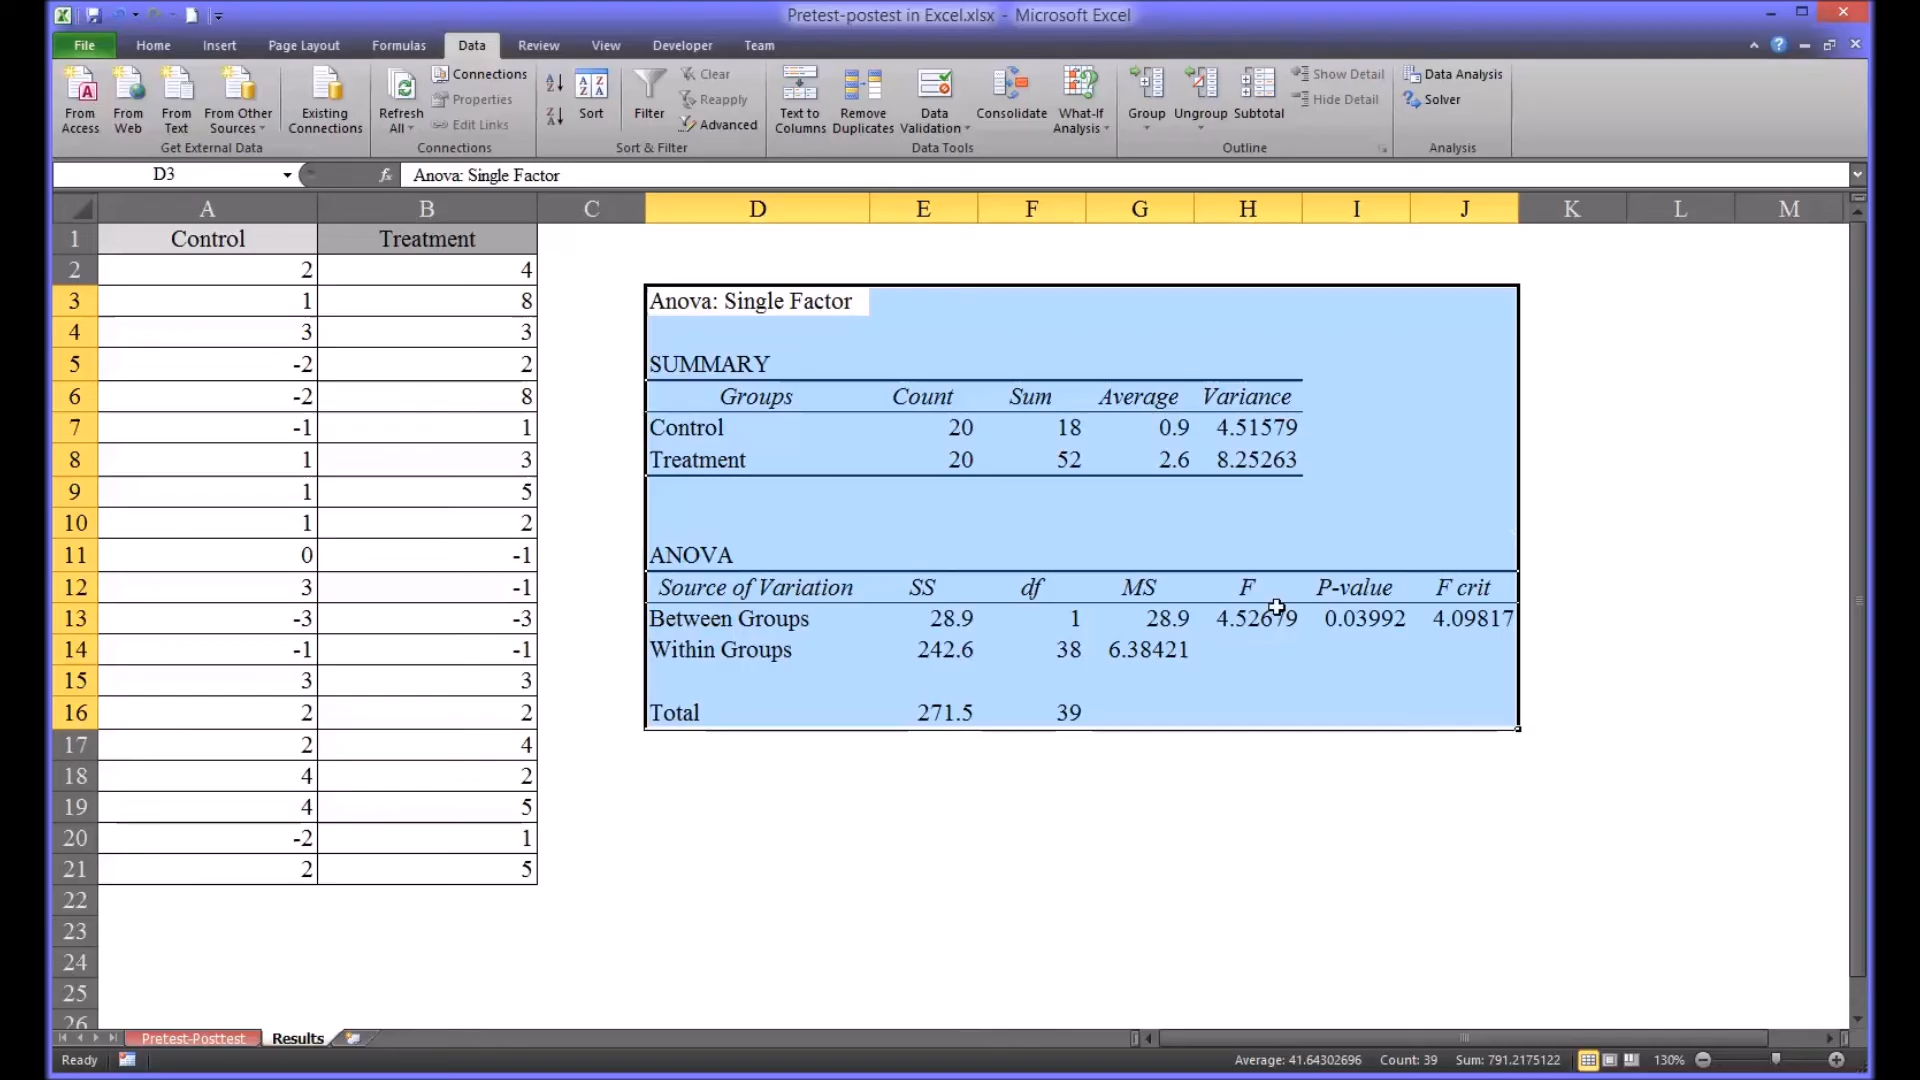 Pretest-postest in Excel.xlsx - Microsoft Excel
File Home Insert Page Layout Formulas Data Review View Developer Team
From Access From Web From Text From Other Sources Existing Connections Refresh All Connections Properties Edit Links Sort Filter Clear Reapply Advanced Text to Columns Remove Duplicates Data Validation Consolidate What-If Analysis Group Ungroup Subtotal Show Detail Hide Detail Data Analysis Solver
Get External Data Connections Sort & Filter Data Tools Outline Analysis
D3 fx Anova: Single Factor
A B C D E F G H I J K L M
1 Control Treatment
2 2 4
3 1 8 Anova: Single Factor
4 3 3
5 -2 2 SUMMARY
6 -2 8 Groups Count Sum Average Variance
7 -1 1 Control 20 18 0.9 4.51579
8 1 3 Treatment 20 52 2.6 8.25263
9 1 5
10 1 2
11 0 -1 ANOVA
12 3 -1 Source of Variation SS df MS F P-value F crit
13 -3 -3 Between Groups 28.9 1 28.9 4.52679 0.03992 4.09817
14 -1 -1 Within Groups 242.6 38 6.38421
15 3 3
16 2 2 Total 271.5 39
17 2 4
18 4 2
19 4 5
20 -2 1
21 2 5
22
23
24
25
26
Pretest-Posttest Results
Ready Average: 41.64302696 Count: 39 Sum: 791.2175122 130%